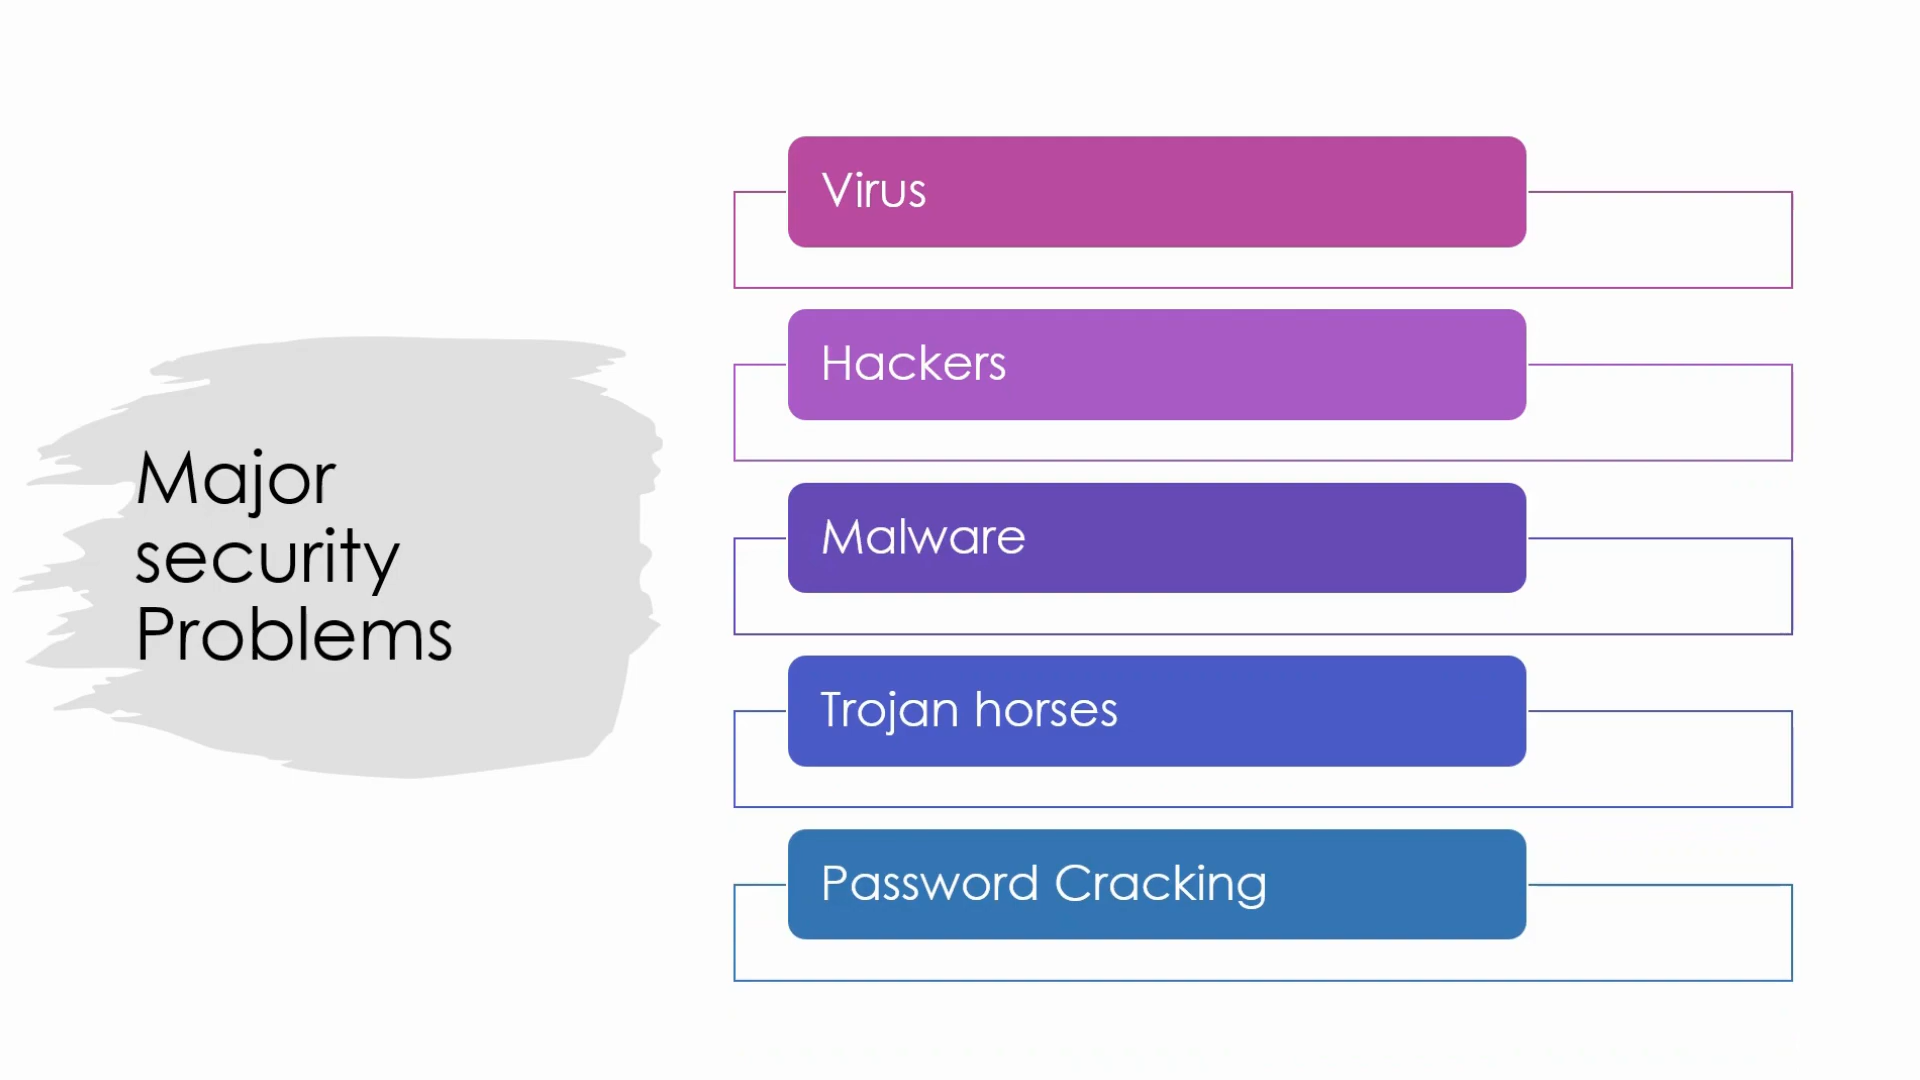 Major
security
Problems
Virus
Hackers
Malware
Trojan horses
Password Cracking